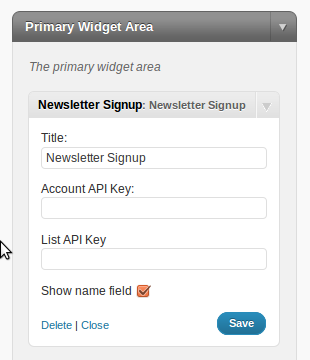 Primary Widget Area
The primary widget area
Newsletter Signup: Newsletter Signup
Title:
Newsletter Signup
Account API Key:
List API Key
Show name field
Delete | Close
Save